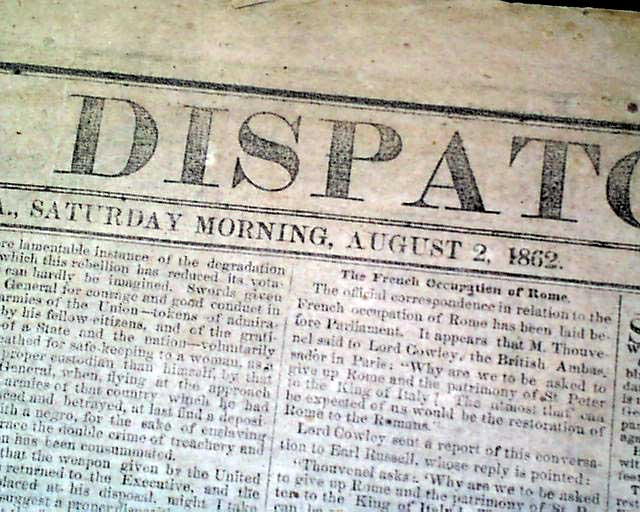 DISPATC
A., SATURDAY MORNING, AUGUST 2, 1862.
re lamentable instance of the degradation
which this rebellion has reduced its vota-
can hardly be imagined. Swords given
General for courage and good conduct in
armies of the Union—tokens of admira-
by his fellow citizens, and of the grati-
of a State and the nation—voluntarily
eathed for safe-keeping to a woman, as a
proper custodian than himself, by that
General, when, flying at the approach
armies of that country which he had
aced and betrayed, at last find a deposi-
ith a negro, for the sake of enslaving
race the double crime of treachery and
n has been consummated.
that the weapon given by the United
returned to the Executive, and the
placed at his disposal, might I take
suggest a proper
The French Occupation of Rome.
The official correspondence in relation to the
French occupation of Rome has been laid be-
fore Parliament. It appears that M. Thouve-
nel said to Lord Cowley, the British Ambas-
sador in Paris: "Why are we to be asked to
give up Rome and the patrimony of St. Peter
to the King of Italy? The utmost that can
be expected of us would be the restoration of
Rome to the Romans."
Lord Cowley sent a report of this conversa-
tion to Earl Russell, whose reply is pointed:
"Thouvenel asks: 'Why are we to be asked
to give up Rome and the patrimony of St. P
ter to the King of Italy?